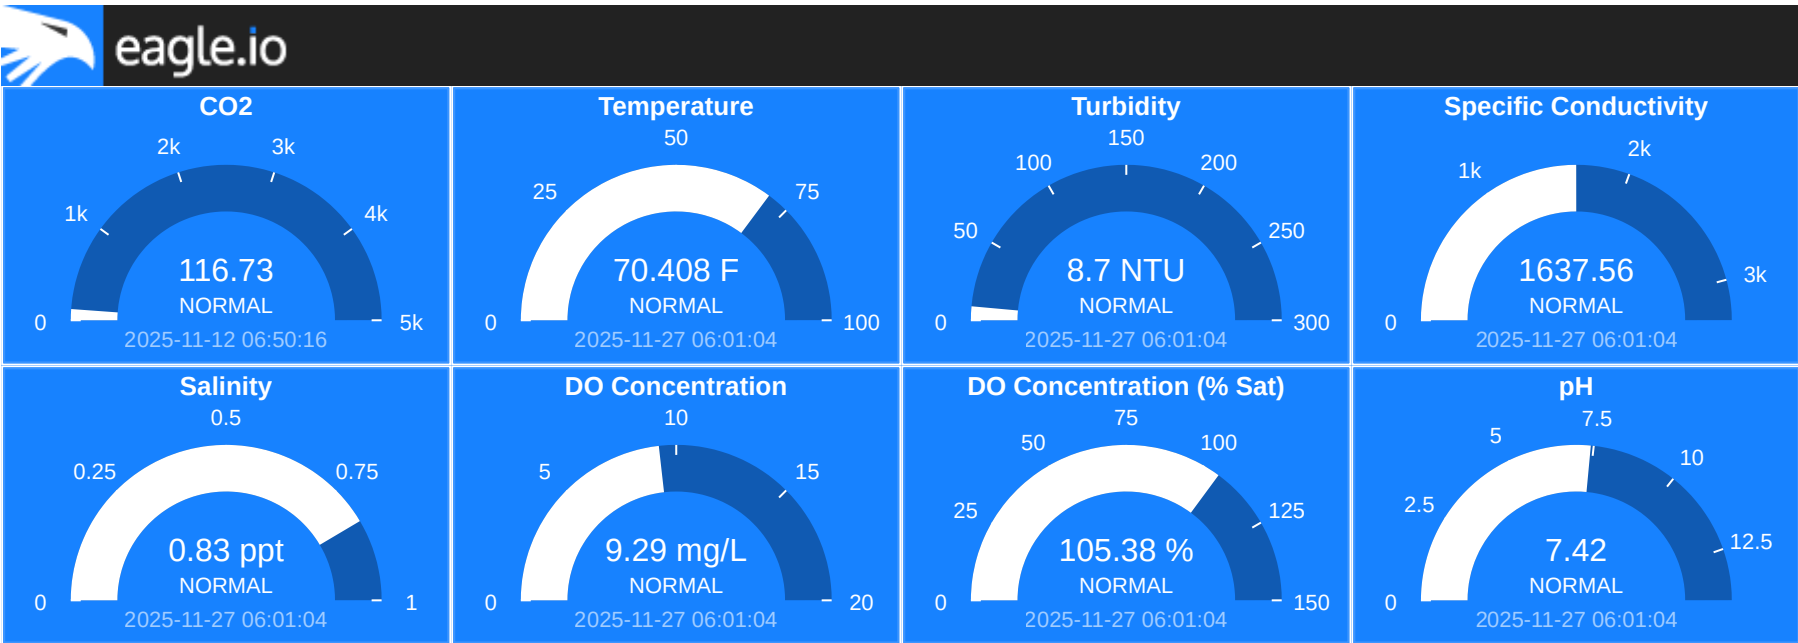 eagle.io
CO2
2k 3k
1k 4k
116.73
NORMAL
0 5k
2025-11-12 06:50:16
Temperature
50
25 75
70.408 F
NORMAL
0 100
2025-11-27 06:01:04
Turbidity
150
100 200
50 250
8.7 NTU
NORMAL
0 300
2025-11-27 06:01:04
Specific Conductivity
2k
1k
1637.56
3k
NORMAL
0
2025-11-27 06:01:04
Salinity
0.5
0.25 0.75
0.83 ppt
NORMAL
0 1
2025-11-27 06:01:04
DO Concentration
10
5 15
9.29 mg/L
NORMAL
0 20
2025-11-27 06:01:04
DO Concentration (% Sat)
75
50 100
25 125
105.38 %
NORMAL
0 150
2025-11-27 06:01:04
pH
7.5
5 10
2.5
12.5
7.42
NORMAL
0
2025-11-27 06:01:04